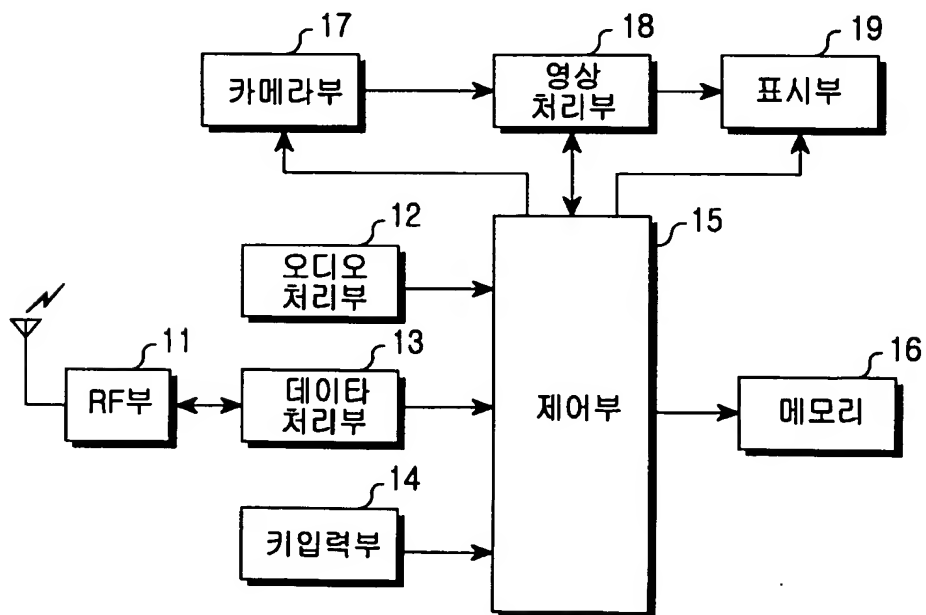 17
카메라부
18
영상
처리부
19
표시부
12
오디오
처리부
15
제어부
11
RF부
13
데이타
처리부
16
메모리
14
키입력부